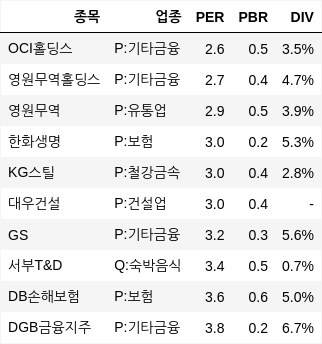 종목 업종 PER PBR DIV
OCI홀딩스 P:기타금융 2.6 0.5 3.5%
영원무역홀딩스 P:기타금융 2.7 0.4 4.7%
영원무역 P:유통업 2.9 0.5 3.9%
한화생명 P:보험 3.0 0.2 5.3%
KG스틸 P:철강금속 3.0 0.4 2.8%
대우건설 P:건설업 3.0 0.4 -
GS P:기타금융 3.2 0.3 5.6%
서부T&D Q:숙박음식 3.4 0.5 0.7%
DB손해보험 P:보험 3.6 0.6 5.0%
DGB금융지주 P:기타금융 3.8 0.2 6.7%